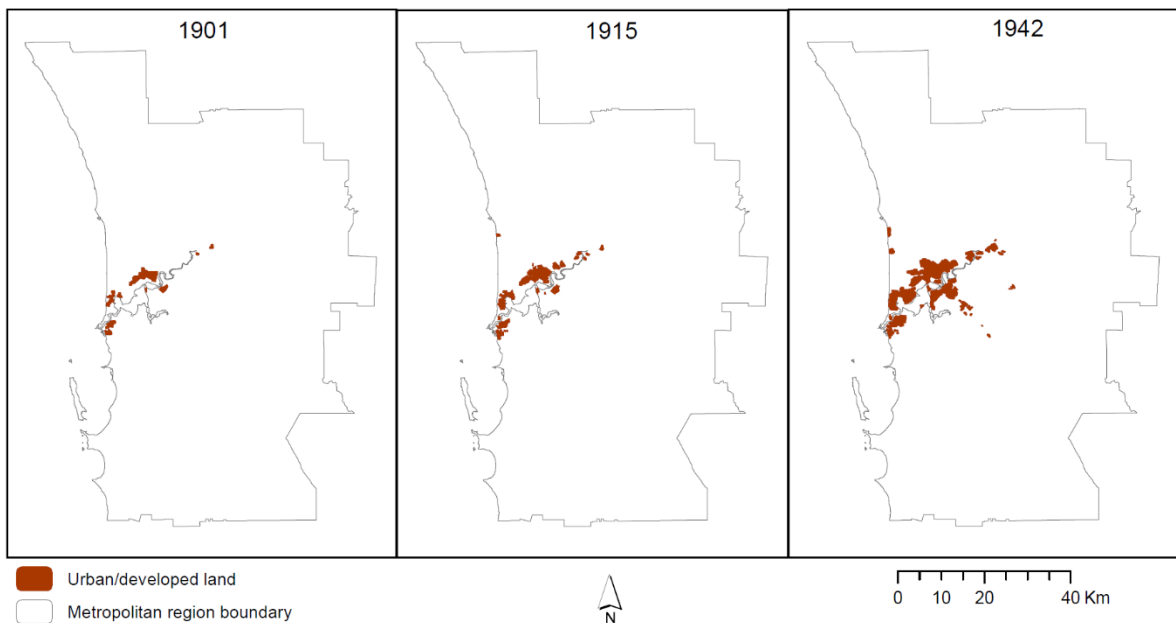 1901
1915
1942
Urban/developed land
Metropolitan region boundary
N
0 10 20 40 Km